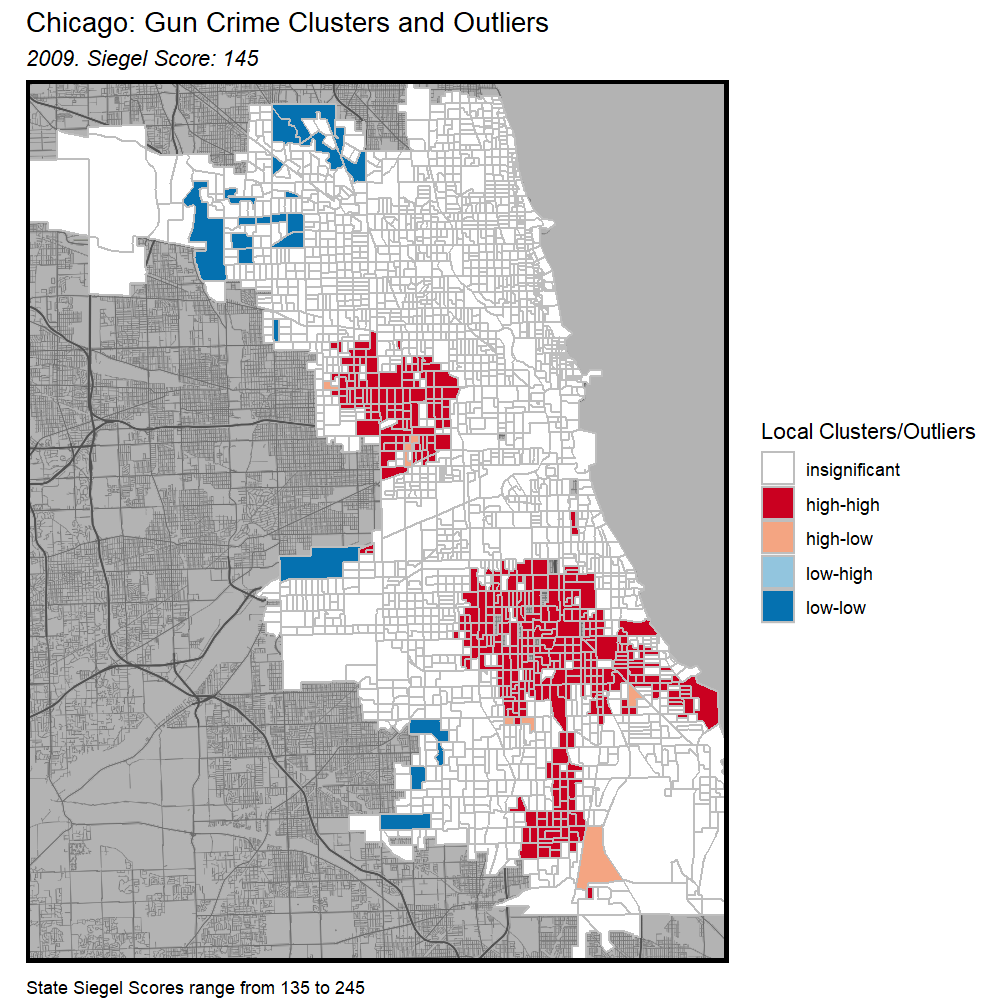 Chicago: Gun Crime Clusters and Outliers
2009. Siegel Score: 145
Local Clusters/Outliers
insignificant
high-high
high-low
low-high
low-low
State Siegel Scores range from 135 to 245